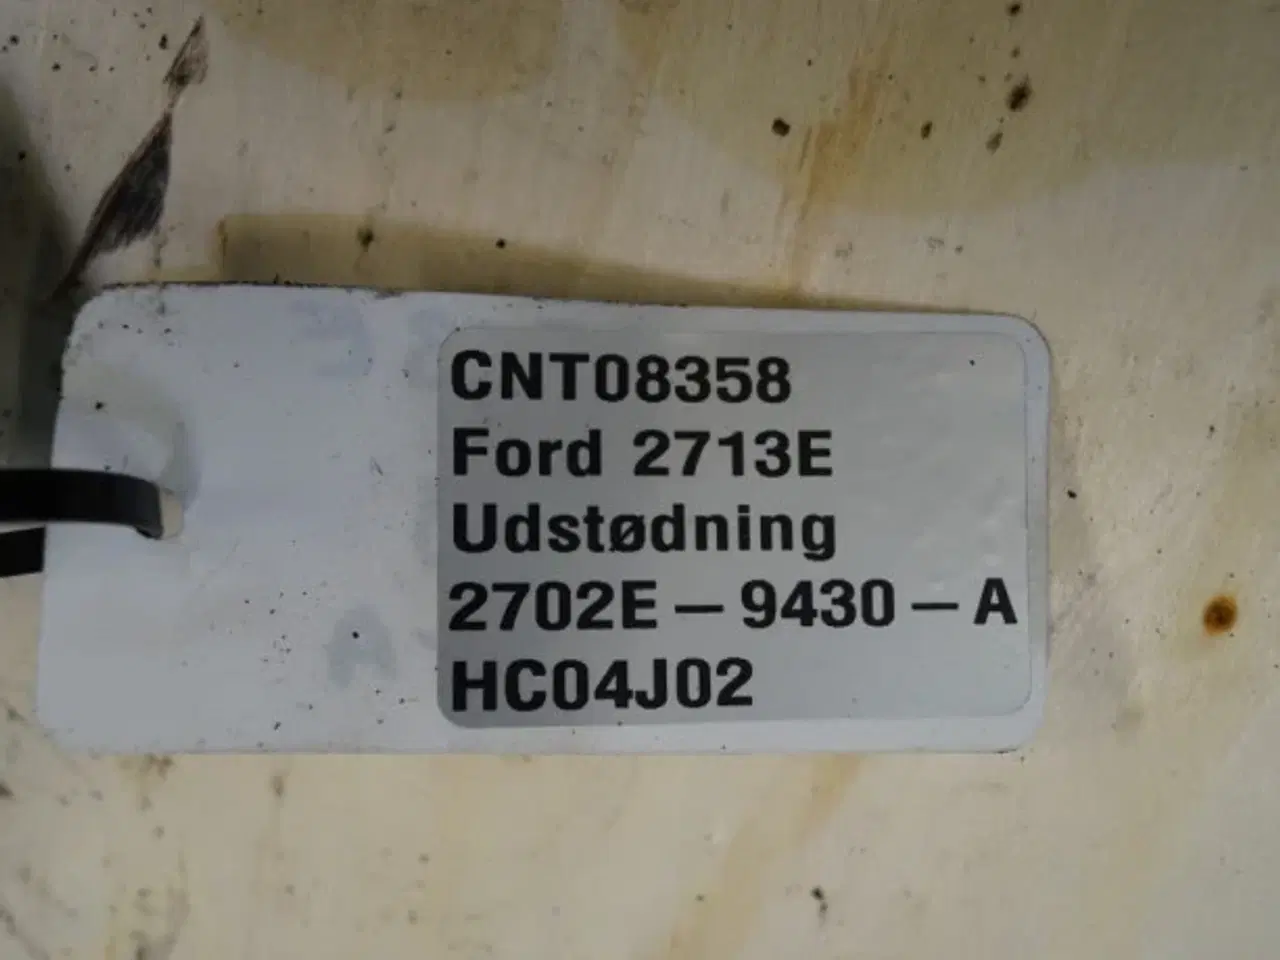 CNT08358
Ford 2713E
Udstødning
2702E-9430-A
HC04J02